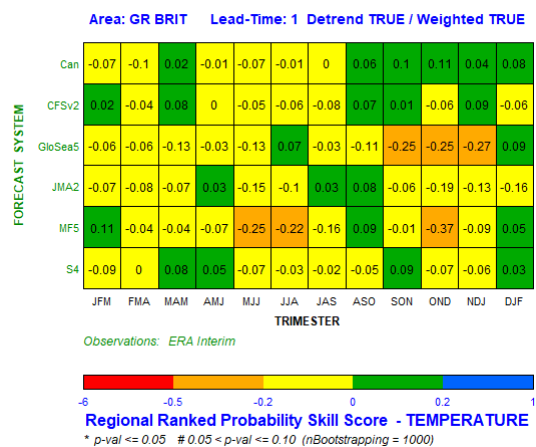 Area: GR BRIT Lead-Time: 1 Detrend TRUE / Weighted TRUE
FORECAST SYSTEM
Can -0.07 -0.1 0.02 -0.01 -0.07 -0.01 0 0.06 0.1 0.11 0.04 0.08
CFSv2 0.02 -0.04 0.08 0 -0.05 -0.06 -0.08 0.07 0.01 -0.06 0.09 -0.06
GloSea5 -0.06 -0.06 -0.13 -0.03 -0.13 0.07 -0.03 -0.11 -0.25 -0.25 -0.27 0.09
JMA2 -0.07 -0.08 -0.07 0.03 -0.15 -0.1 0.03 0.08 -0.06 -0.19 -0.13 -0.16
MF5 0.11 -0.04 -0.04 -0.07 -0.25 -0.22 -0.16 0.09 -0.01 -0.37 -0.09 0.05
S4 -0.09 0 0.08 0.05 -0.07 -0.03 -0.02 -0.05 0.09 -0.07 -0.06 0.03
JFM FMA MAM AMJ MJJ JJA JAS ASO SON OND NDJ DJF
TRIMESTER
Observations: ERA Interim
-6 -0.5 -0.2 0 0.2 1
Regional Ranked Probability Skill Score - TEMPERATURE
* p-val <= 0.05 # 0.05 < p-val <= 0.10 (nBootstrapping = 1000)